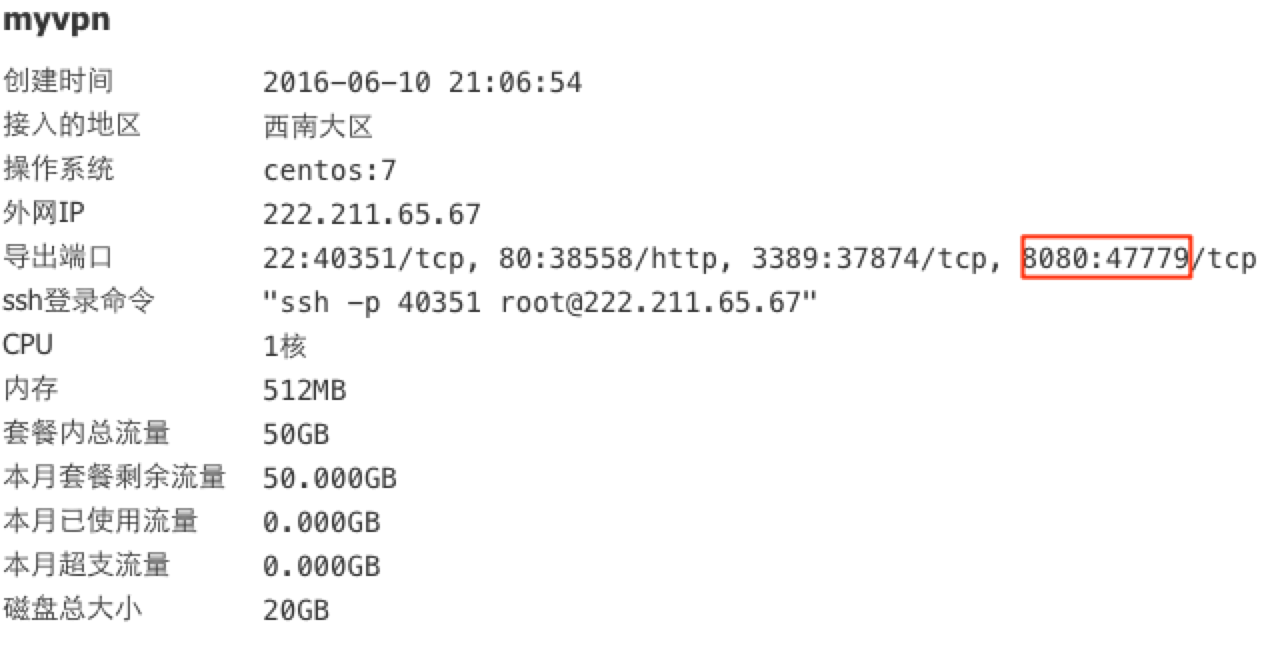 myvpn
创建时间 2016-06-10 21:06:54
接入的地区 西南大区
操作系统 centos:7
外网IP 222.211.65.67
导出端口 22:40351/tcp, 80:38558/http, 3389:37874/tcp, 8080:47779/tcp
ssh登录命令 "ssh -p 40351 root@222.211.65.67"
CPU 1核
内存 512MB
套餐内总流量 50GB
本月套餐剩余流量 50.000GB
本月已使用流量 0.000GB
本月超支流量 0.000GB
磁盘总大小 20GB